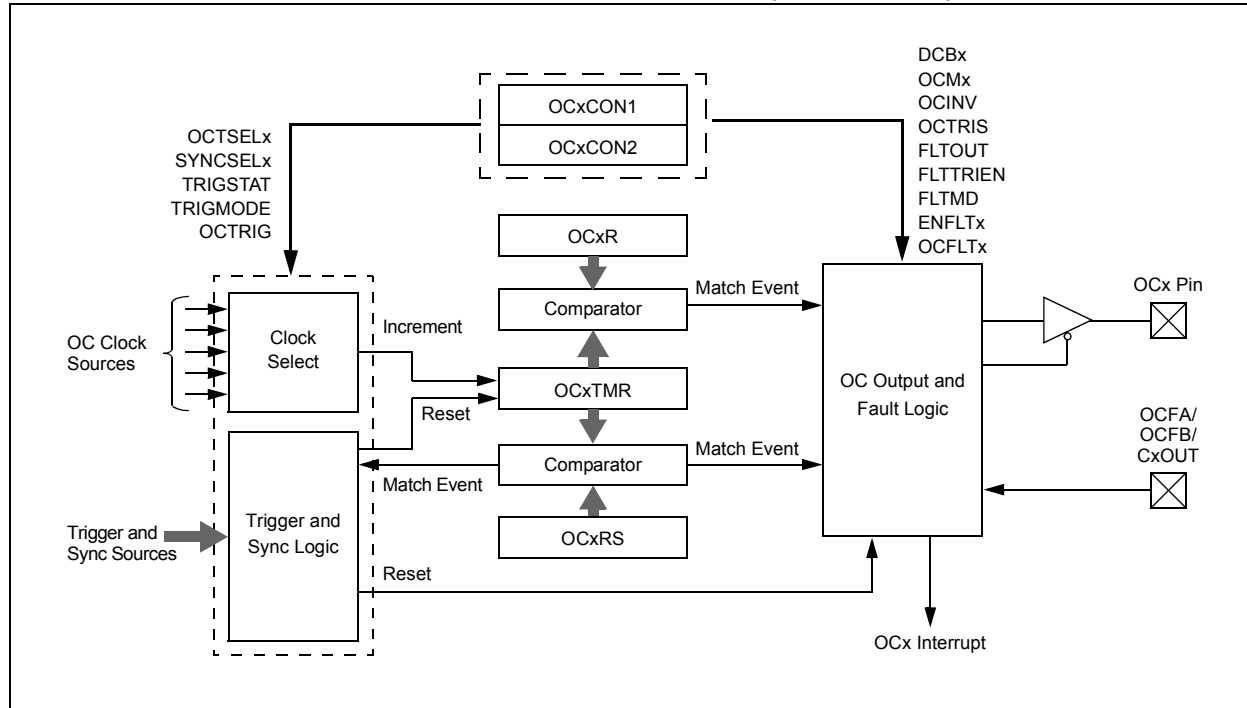 DCBx
OCMx
OCINV
OCTRIS
FLTOUT
FLTTRIEN
FLTMD
ENFLTx
OCFLTx
OCxCON1
OCxCON2
OCTSELx
SYNCSELx
TRIGSTAT
TRIGMODE
OCTRIG
OCxR
Match Event
OCx Pin
Comparator
Increment
Clock
Select
OC Clock
Sources
OCxTMR
OC Output and
Fault Logic
Reset
OCFA/
OCFB/
CxOUT
Match Event
Comparator
Match Event
Trigger and
Sync Logic
Trigger and
Sync Sources
OCxRS
Reset
OCx Interrupt